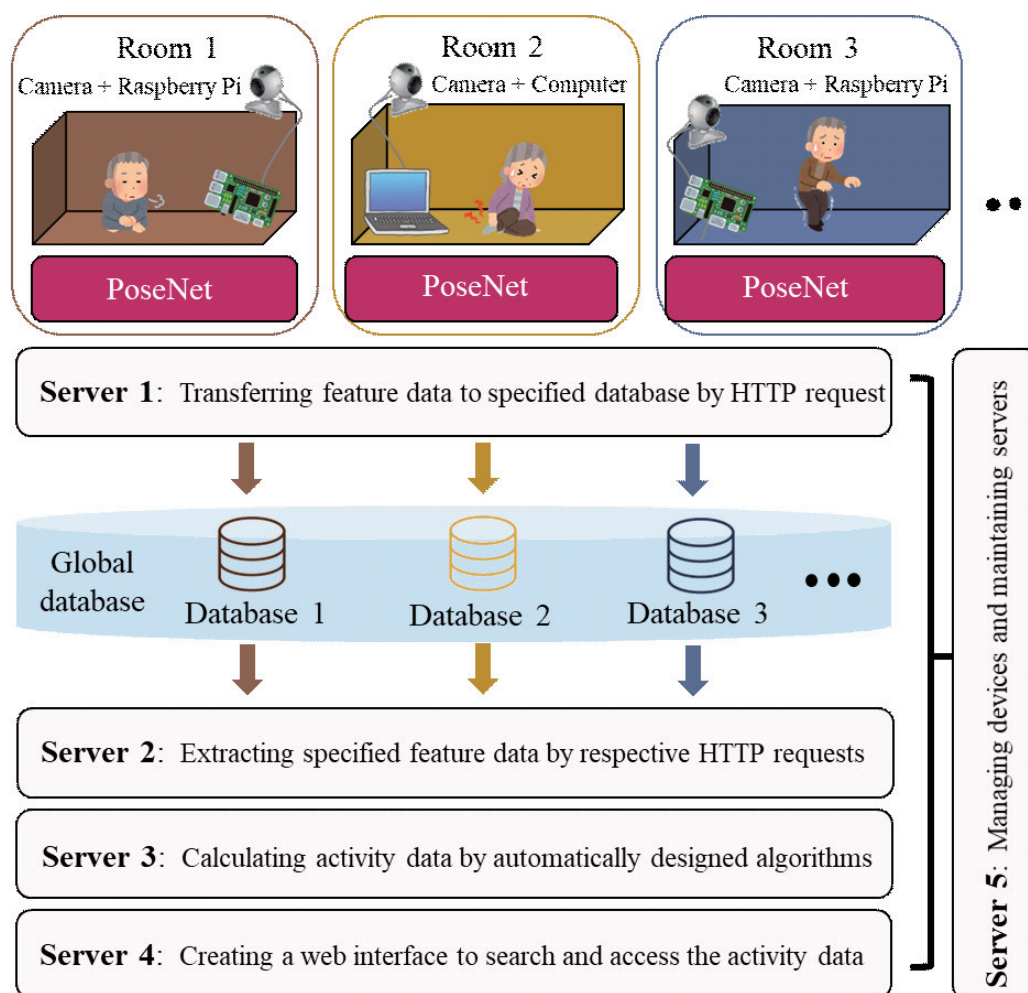 Room 1
Camera + Raspberry Pi
Room 2
Camera + Computer
Room 3
Camera + Raspberry Pi
PoseNet
PoseNet
PoseNet
Server 1: Transferring feature data to specified database by HTTP request
Global
database
Database 1
Database 2
Database 3
Server 2: Extracting specified feature data by respective HTTP requests
Server 3: Calculating activity data by automatically designed algorithms
Server 4: Creating a web interface to search and access the activity data
Server 5: Managing devices and maintaining servers